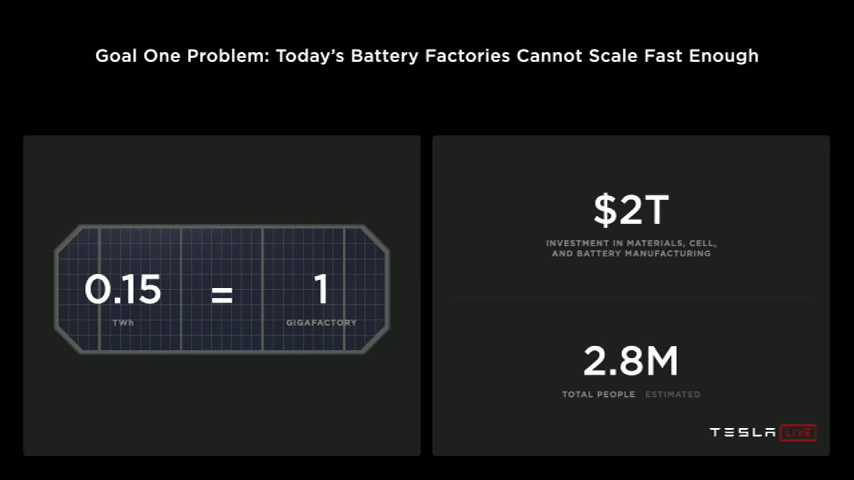 Goal One Problem: Today's Battery Factories Cannot Scale Fast Enough
0.15 = 1
TWh GIGAFACTORY
$2T
INVESTMENT IN MATERIALS, CELL,
AND BATTERY MANUFACTURING
2.8M
TOTAL PEOPLE ESTIMATED
TESLA LIVE